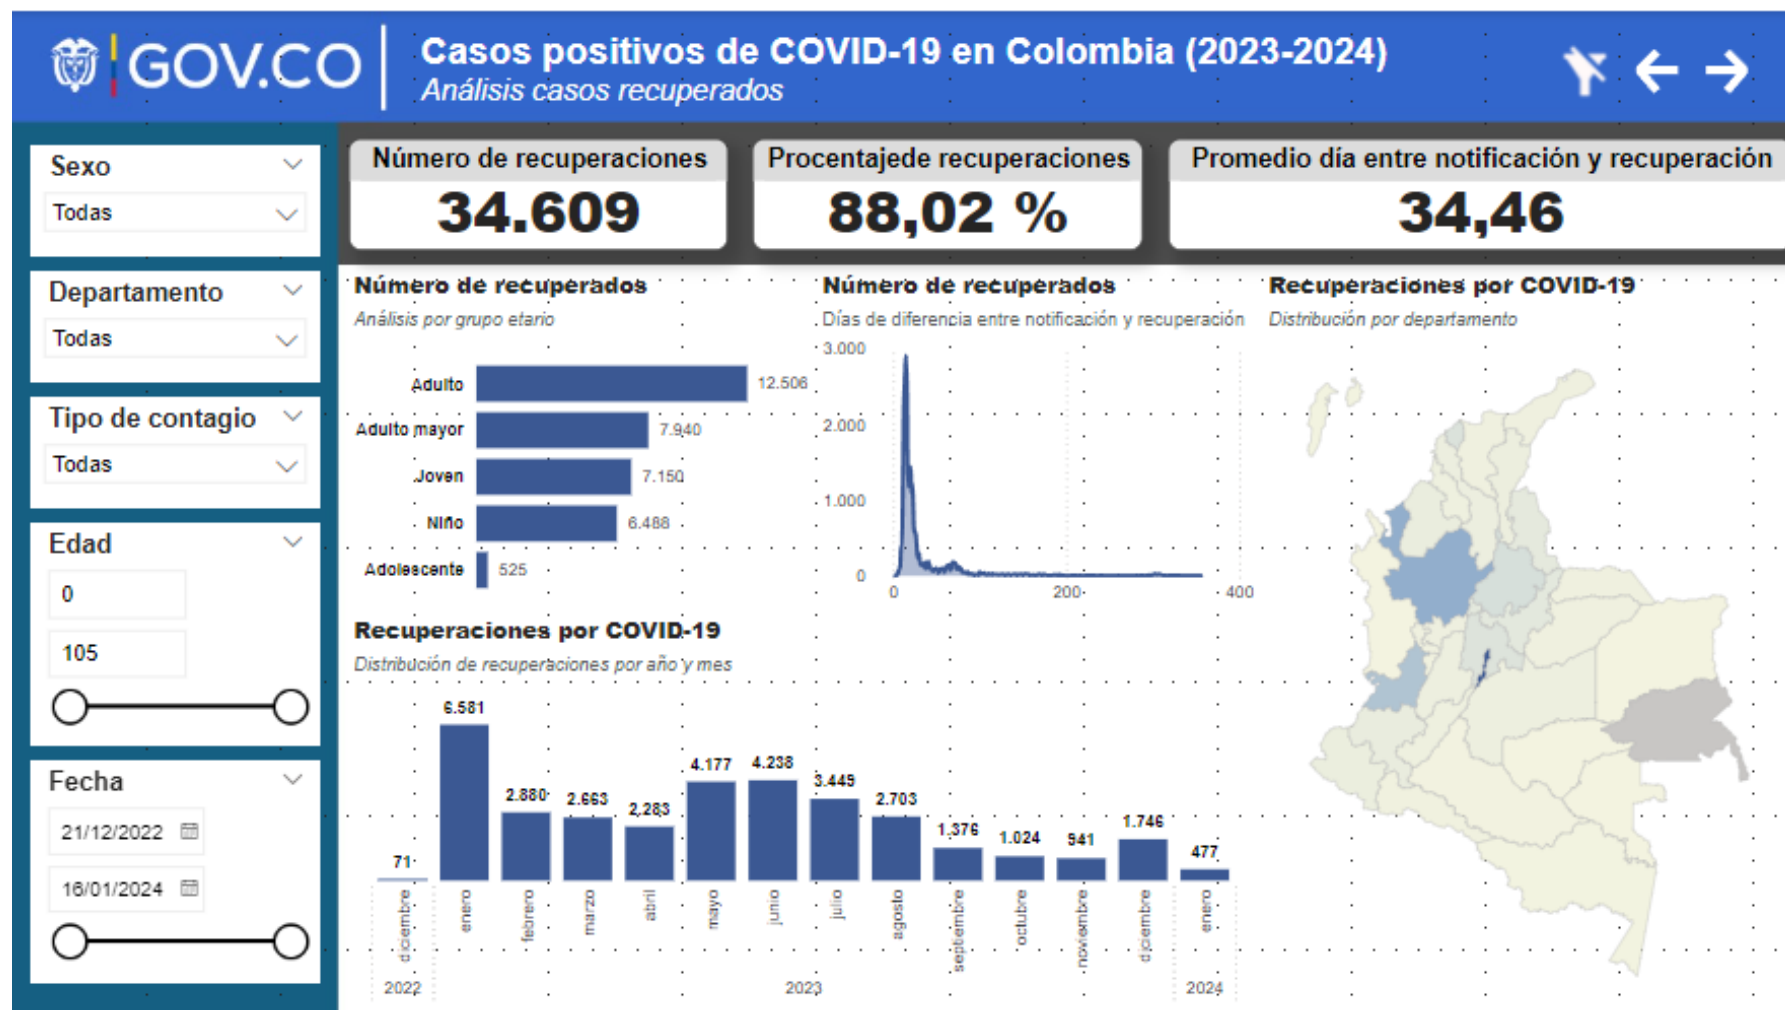 GOV.CO
Casos positivos de COVID-19 en Colombia (2023-2024)
Análisis casos recuperados
Sexo
Todas
Departamento
Todas
Tipo de contagio
Todas
Edad
0
105
Fecha
21/12/2022
16/01/2024
Número de recuperaciones
34.609
Procentajede recuperaciones
88,02 %
Promedio día entre notificación y recuperación
34,46
Número de recuperados
Análisis por grupo etario
Adulto 12.506
Adulto mayor 7.940
Joven 7.150
Niño 6.488
Adolescente 525
Número de recuperados
Días de diferencia entre notificación y recuperación
3.000
2.000
1.000
0
0 200 400
Recuperaciones por COVID-19
Distribución por departamento
Recuperaciones por COVID-19
Distribución de recuperaciones por año y mes
71 6.581 2.880 2.663 2.283 4.177 4.238 3.449 2.703 1.376 1.024 941 1.746 477
diciembre enero febrero marzo abril mayo junio julio agosto septiembre octubre noviembre diciembre enero
2022 2023 2024